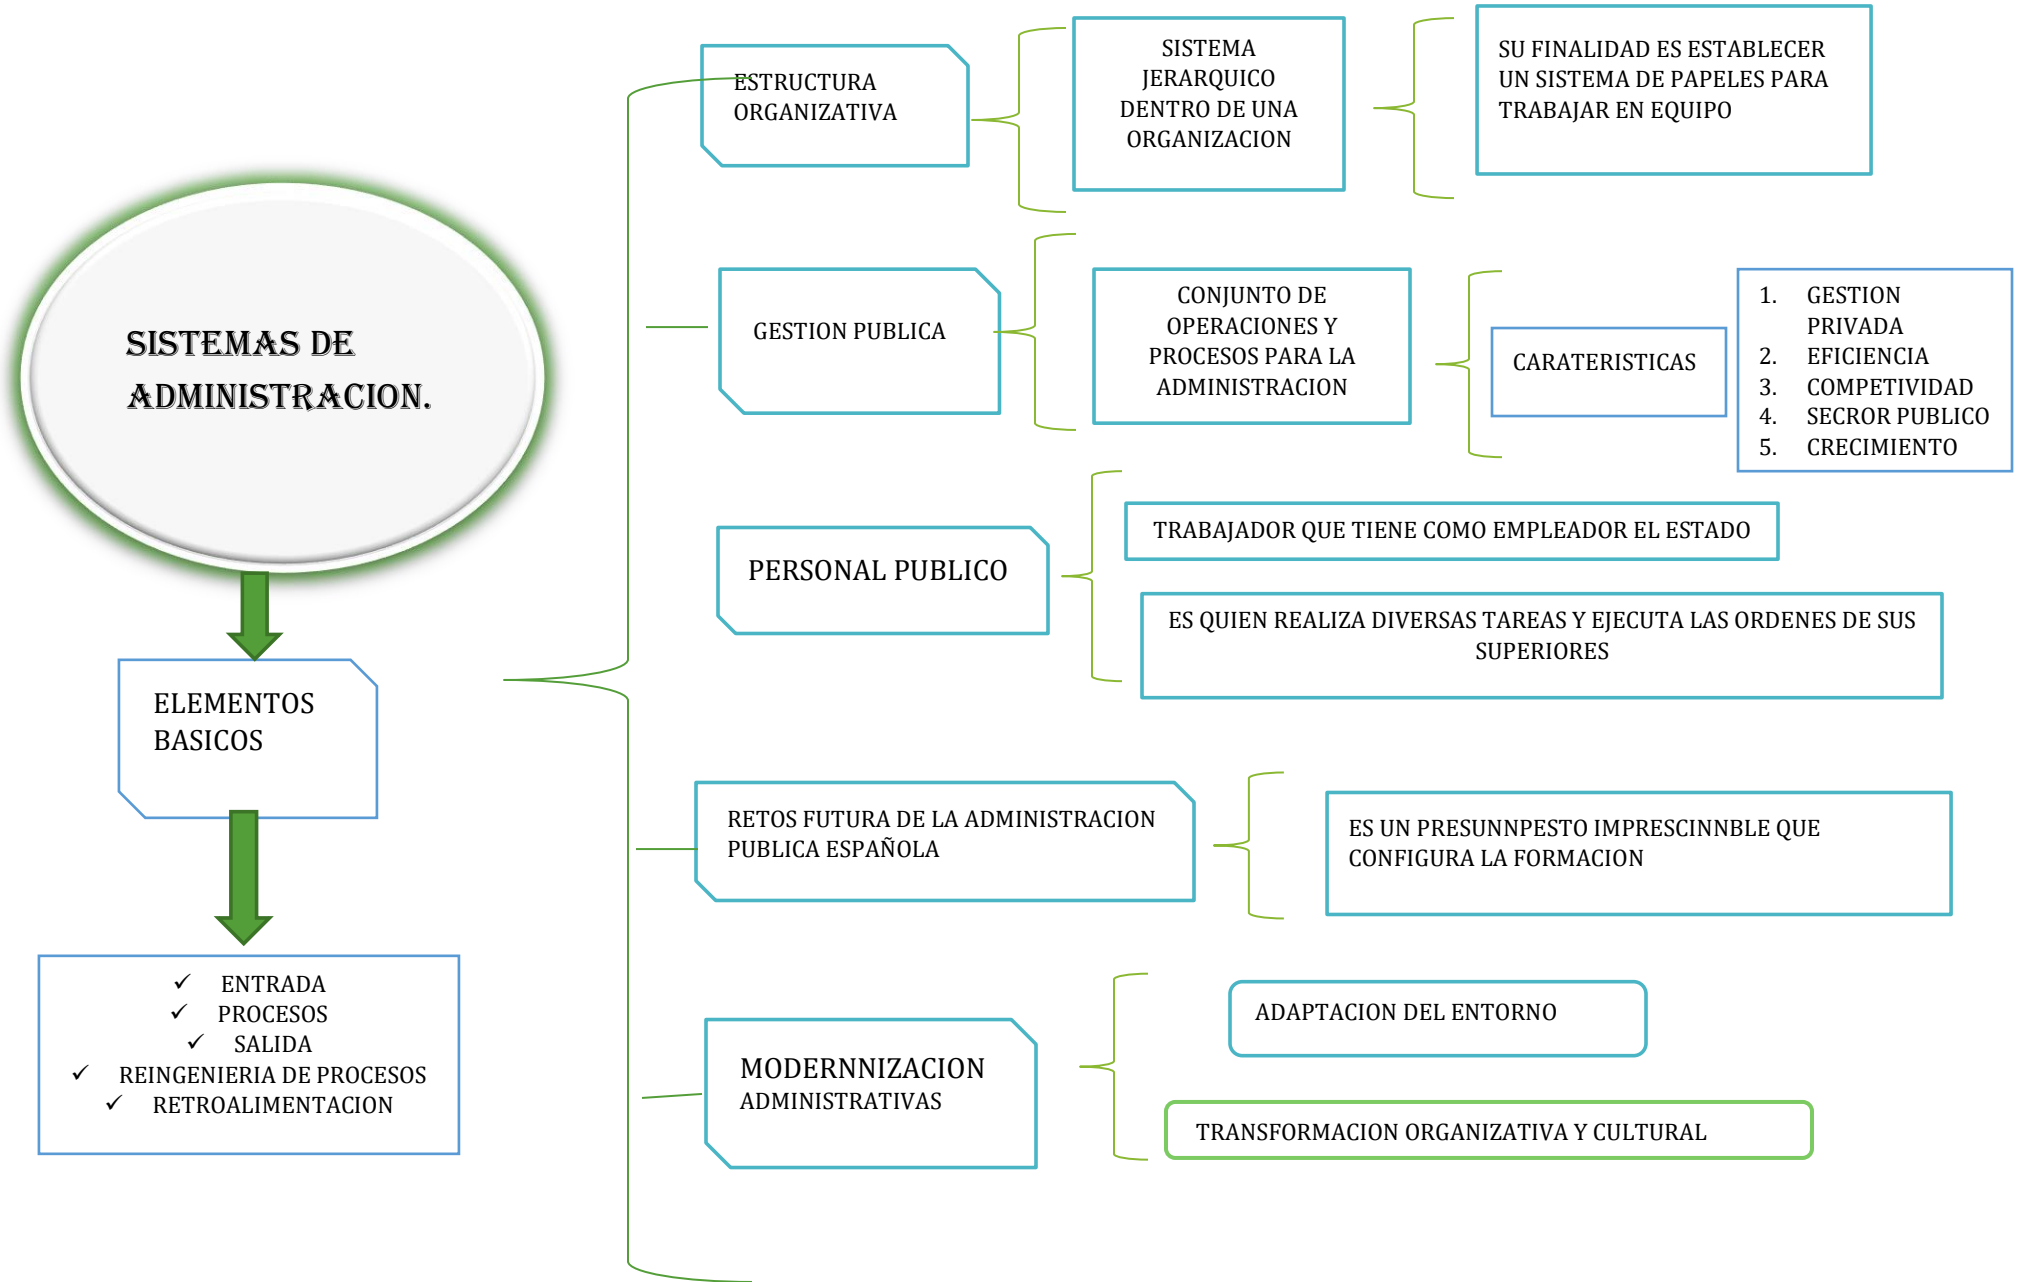 SISTEMAS DE
ADMINISTRACION.
ELEMENTOS
BASICOS
✓ ENTRADA
✓ PROCESOS
✓ SALIDA
✓ REINGENIERIA DE PROCESOS
✓ RETROALIMENTACION
ESTRUCTURA
ORGANIZATIVA
SISTEMA
JERARQUICO
DENTRO DE UNA
ORGANIZACION
SU FINALIDAD ES ESTABLECER
UN SISTEMA DE PAPELES PARA
TRABAJAR EN EQUIPO
GESTION PUBLICA
CONJUNTO DE
OPERACIONES Y
PROCESOS PARA LA
ADMINISTRACION
CARATERISTICAS
1. GESTION
PRIVADA
2. EFICIENCIA
3. COMPETIVIDAD
4. SECROR PUBLICO
5. CRECIMIENTO
PERSONAL PUBLICO
TRABAJADOR QUE TIENE COMO EMPLEADOR EL ESTADO
ES QUIEN REALIZA DIVERSAS TAREAS Y EJECUTA LAS ORDENES DE SUS
SUPERIORES
RETOS FUTURA DE LA ADMINISTRACION
PUBLICA ESPAÑOLA
ES UN PRESUNNPESTO IMPRESCINNBLE QUE
CONFIGURA LA FORMACION
MODERNNIZACION
ADMINISTRATIVAS
ADAPTACION DEL ENTORNO
TRANSFORMACION ORGANIZATIVA Y CULTURAL